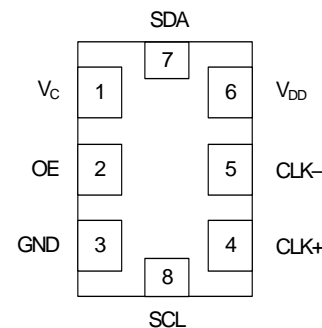 SDA
7
V_C 1 6 V_DD
OE 2 5 CLK–
GND 3 4 CLK+
8
SCL